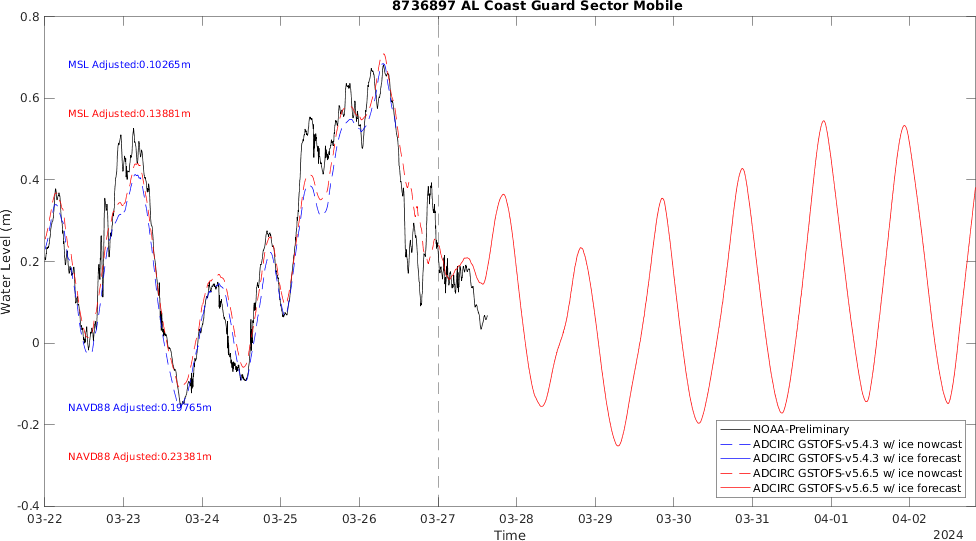 8736897 AL Coast Guard Sector Mobile
0.8
0.6
0.4
0.2
0
-0.2
-0.4
Water Level (m)
MSL Adjusted:0.10265m
MSL Adjusted:0.13881m
NAVD88 Adjusted:0.19765m
NAVD88 Adjusted:0.23381m
NOAA-Preliminary
ADCIRC GSTOFS-v5.4.3 w/ ice nowcast
ADCIRC GSTOFS-v5.4.3 w/ ice forecast
ADCIRC GSTOFS-v5.6.5 w/ ice nowcast
ADCIRC GSTOFS-v5.6.5 w/ ice forecast
03-22 03-23 03-24 03-25 03-26 03-27 03-28 03-29 03-30 03-31 04-01 04-02
Time
2024